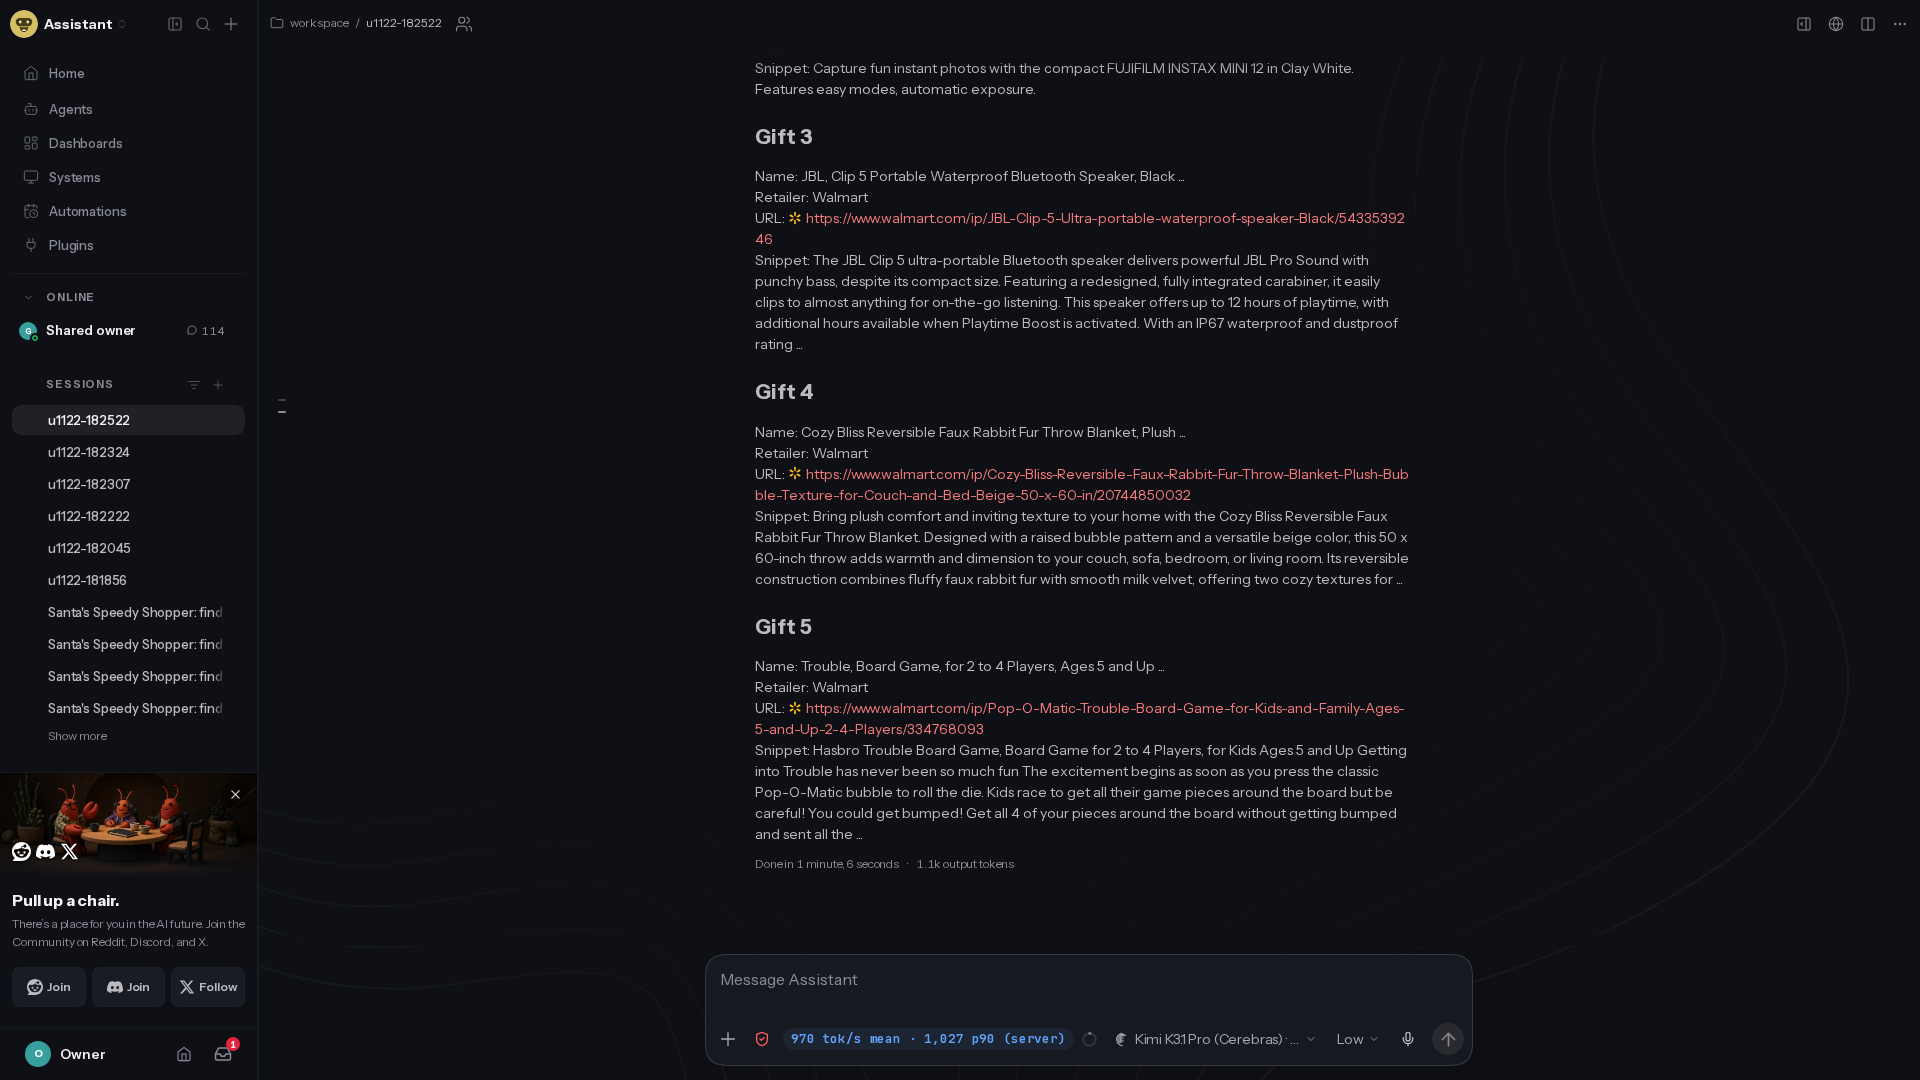 Assistant
workspace / u1122-182522
Home
Agents
Dashboards
Systems
Automations
Plugins
ONLINE
G
Shared owner
114
SESSIONS
u1122-182522
u1122-182324
u1122-182307
u1122-182222
u1122-182045
u1122-181856
Santa's Speedy Shopper: find
Santa's Speedy Shopper: find
Santa's Speedy Shopper: find
Santa's Speedy Shopper: find
Show more
Pull up a chair.
There's a place for you in the AI future. Join the
Community on Reddit, Discord, and X.
Join
Join
Follow
O
Owner
1
Snippet: Capture fun instant photos with the compact FUJIFILM INSTAX MINI 12 in Clay White.
Features easy modes, automatic exposure.
Gift 3
Name: JBL, Clip 5 Portable Waterproof Bluetooth Speaker, Black ...
Retailer: Walmart
URL: https://www.walmart.com/ip/JBL-Clip-5-Ultra-portable-waterproof-speaker-Black/54335392
46
Snippet: The JBL Clip 5 ultra-portable Bluetooth speaker delivers powerful JBL Pro Sound with
punchy bass, despite its compact size. Featuring a redesigned, fully integrated carabiner, it easily
clips to almost anything for on-the-go listening. This speaker offers up to 12 hours of playtime, with
additional hours available when Playtime Boost is activated. With an IP67 waterproof and dustproof
rating ...
Gift 4
Name: Cozy Bliss Reversible Faux Rabbit Fur Throw Blanket, Plush ...
Retailer: Walmart
URL: https://www.walmart.com/ip/Cozy-Bliss-Reversible-Faux-Rabbit-Fur-Throw-Blanket-Plush-Bub
ble-Texture-for-Couch-and-Bed-Beige-50-x-60-in/20744850032
Snippet: Bring plush comfort and inviting texture to your home with the Cozy Bliss Reversible Faux
Rabbit Fur Throw Blanket. Designed with a raised bubble pattern and a versatile beige color, this 50 x
60-inch throw adds warmth and dimension to your couch, sofa, bedroom, or living room. Its reversible
construction combines fluffy faux rabbit fur with smooth milk velvet, offering two cozy textures for ...
Gift 5
Name: Trouble, Board Game, for 2 to 4 Players, Ages 5 and Up ...
Retailer: Walmart
URL: https://www.walmart.com/ip/Pop-O-Matic-Trouble-Board-Game-for-Kids-and-Family-Ages-
5-and-Up-2-4-Players/334768093
Snippet: Hasbro Trouble Board Game, Board Game for 2 to 4 Players, for Kids Ages 5 and Up Getting
into Trouble has never been so much fun The excitement begins as soon as you press the classic
Pop-O-Matic bubble to roll the die. Kids race to get all their game pieces around the board but be
careful! You could get bumped! Get all 4 of your pieces around the board without getting bumped
and sent all the ...
Done in 1 minute, 6 seconds · 1.1k output tokens
Message Assistant
970 tok/s mean · 1,027 p90 (server)
Kimi K3.1 Pro (Cerebras) · ...
Low